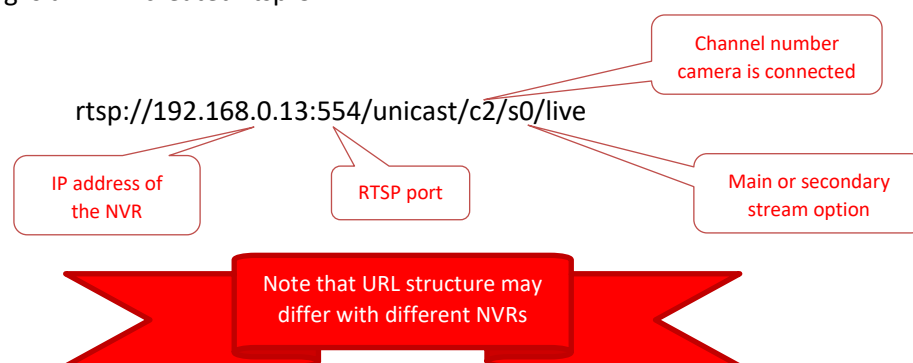 Channel number
camera is connected
rtsp://192.168.0.13:554/unicast/c2/s0/live
IP address of
the NVR
RTSP port
Main or secondary
stream option
Note that URL structure may
differ with different NVRs